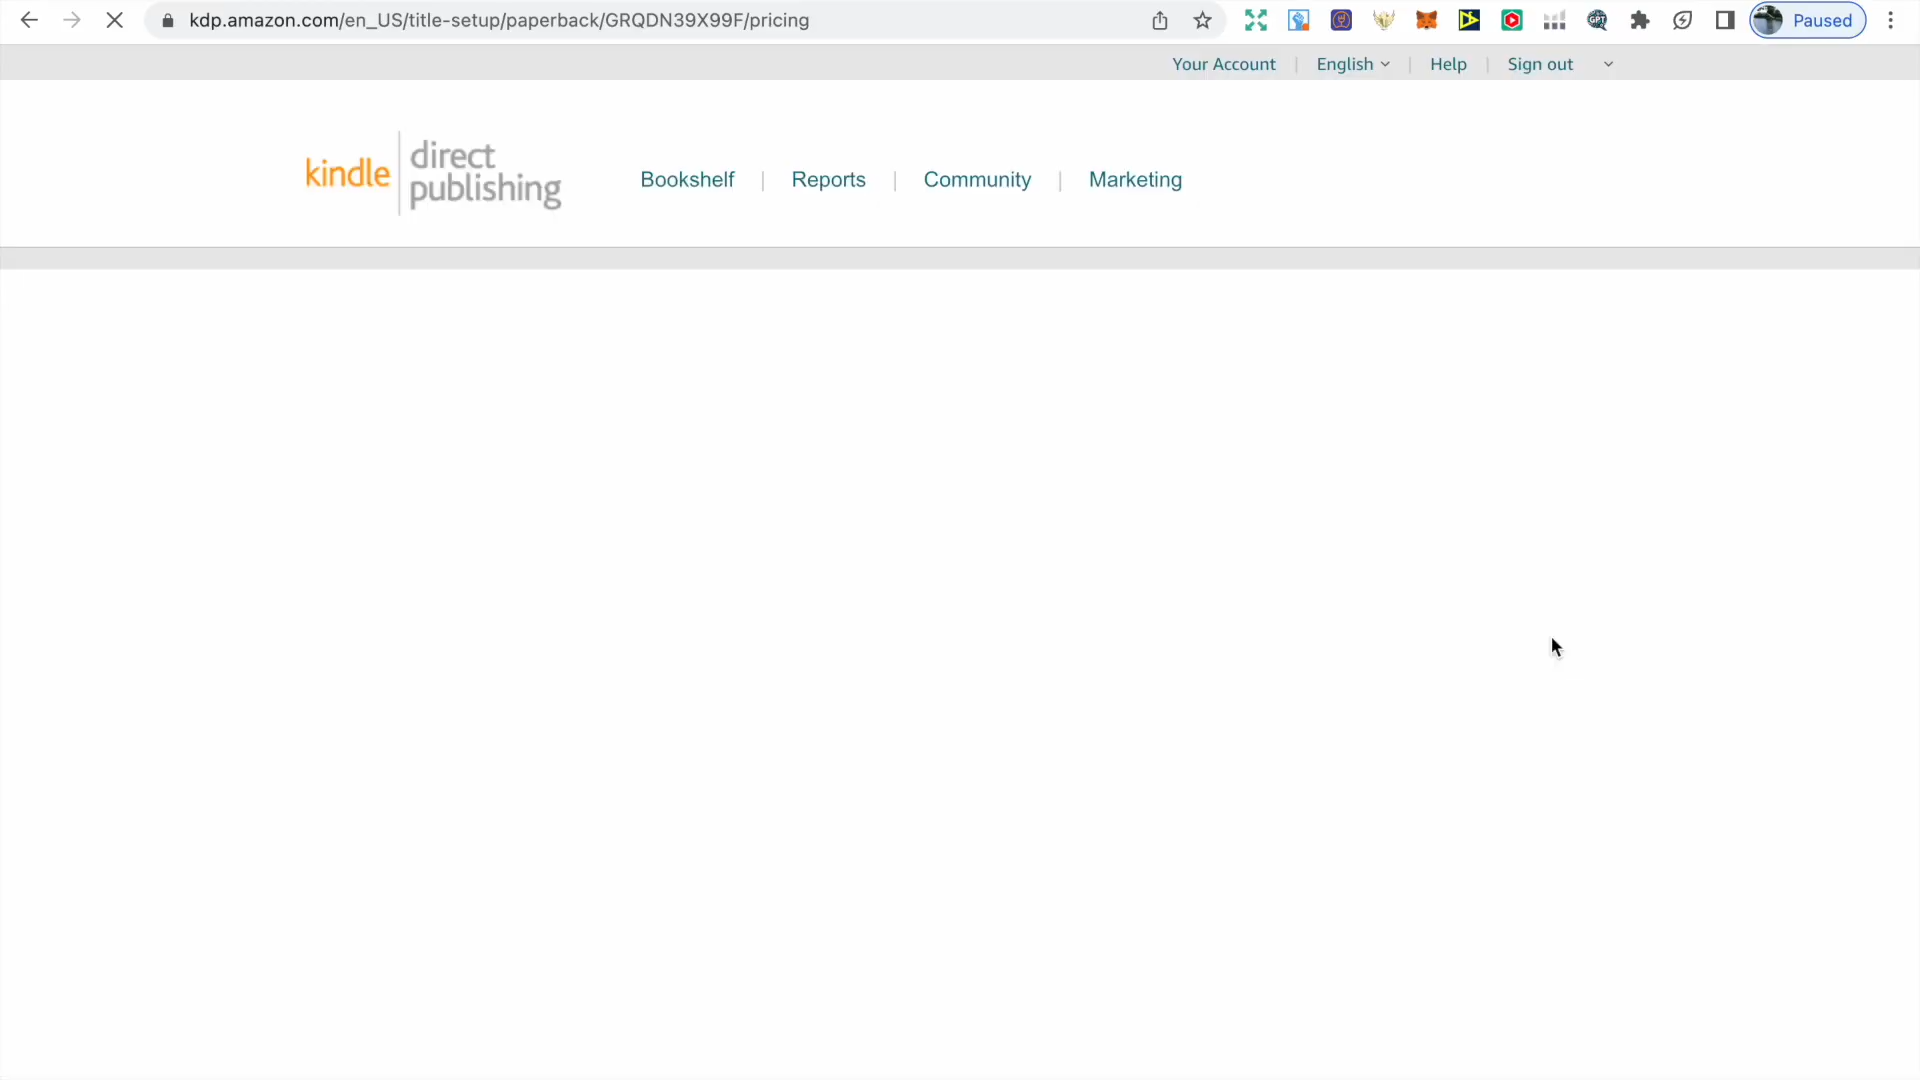 kdp.amazon.com/en_US/title-setup/paperback/GRQDN39X99F/pricing
GPT
Paused
Your Account | English | Help | Sign out
kindle direct publishing
Bookshelf | Reports | Community | Marketing